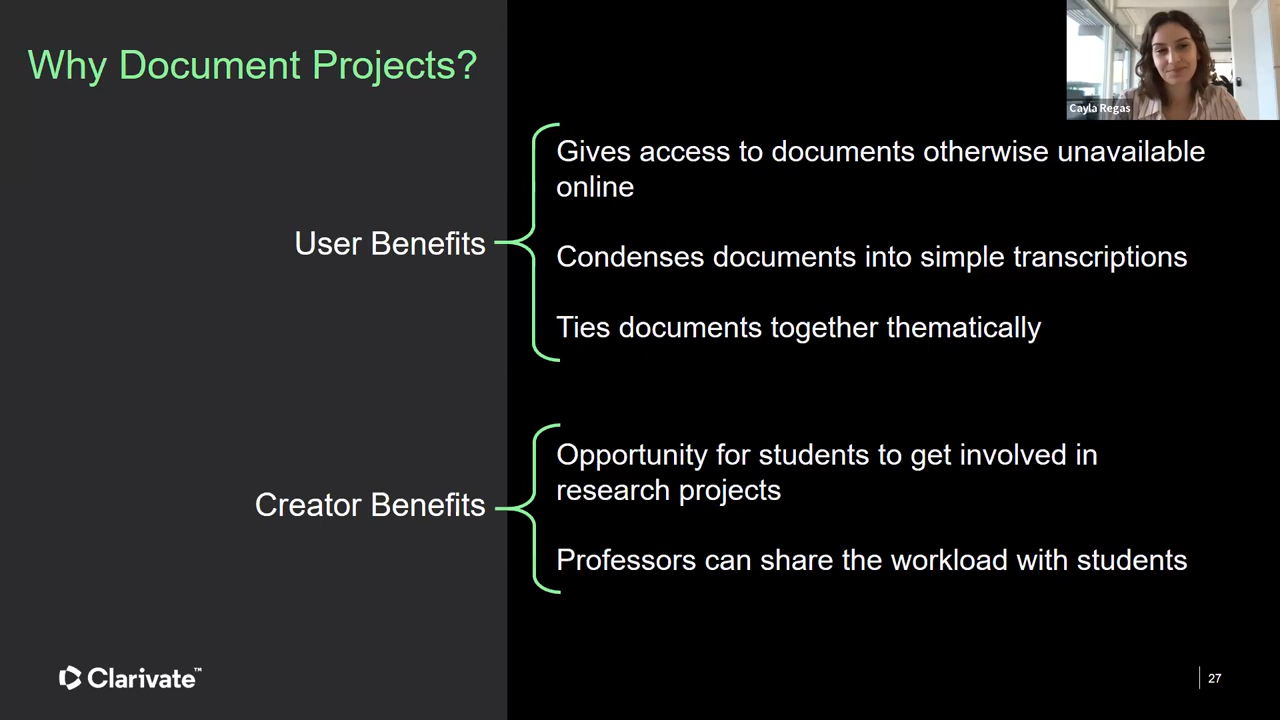 Why Document Projects?
Cayla Regas
User Benefits
Gives access to documents otherwise unavailable
online
Condenses documents into simple transcriptions
Ties documents together thematically
Creator Benefits
Opportunity for students to get involved in
research projects
Professors can share the workload with students
Clarivate™
27